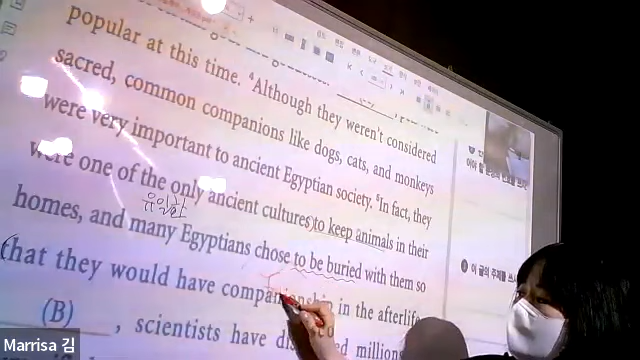 popular at this time. ⁴Although they weren't considered
sacred, common companions like dogs, cats, and monkeys
were very important to ancient Egyptian society. ⁵In fact, they
were one of the only ancient cultures) to keep animals in their
유일한
homes, and many Egyptians chose to be buried with them so
that they would have companionship in the afterlife
(B) , scientists have millions
이 글의 주제를
Marrisa 김